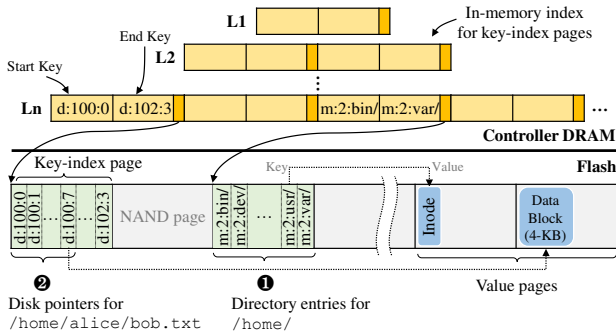 L1
In-memory index
for key-index pages
End Key
L2
Start Key
⋮
Ln d:100:0 d:102:3 m:2:bin/ m:2:var/ ...
Controller DRAM
Key-index page
Key
Value
Flash
d:100:0
d:100:1
...
d:100:7
...
d:102:3
NAND page
m:2:bin/
m:2:dev/
...
m:2:usr/
m:2:var/
Inode
Data
Block
(4-KB)
❷
❶
Value pages
Disk pointers for
/home/alice/bob.txt
Directory entries for
/home/